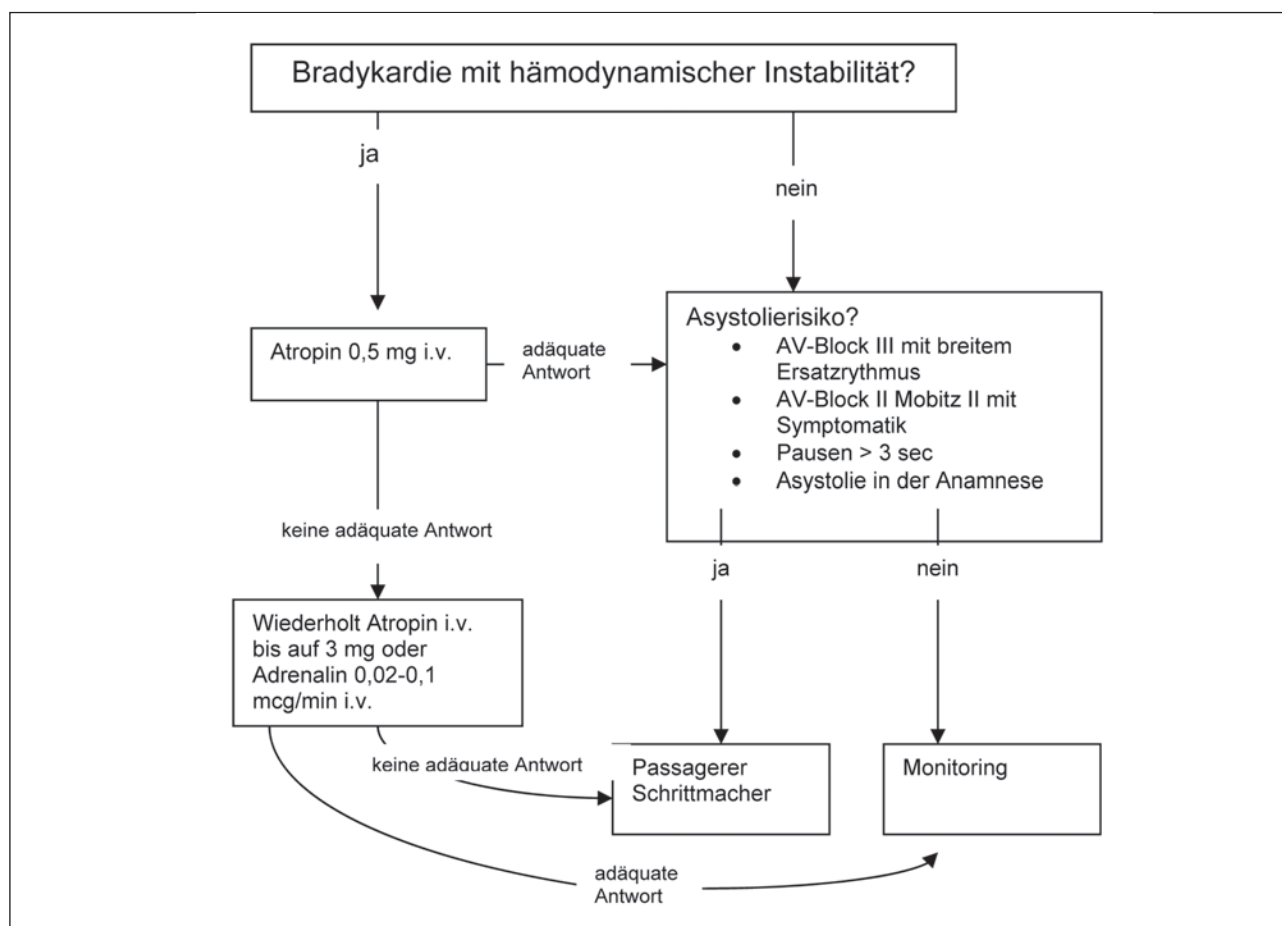 Bradykardie mit hämodynamischer Instabilität?
ja
nein
Atropin 0,5 mg i.v.
adäquate
Antwort
Asystolierisiko?
• AV-Block III mit breitem
Ersatzrythmus
• AV-Block II Mobitz II mit
Symptomatik
• Pausen > 3 sec
• Asystolie in der Anamnese
keine adäquate Antwort
ja
nein
Wiederholt Atropin i.v.
bis auf 3 mg oder
Adrenalin 0,02-0,1
mcg/min i.v.
keine adäquate Antwort
Passagerer
Schrittmacher
Monitoring
adäquate
Antwort